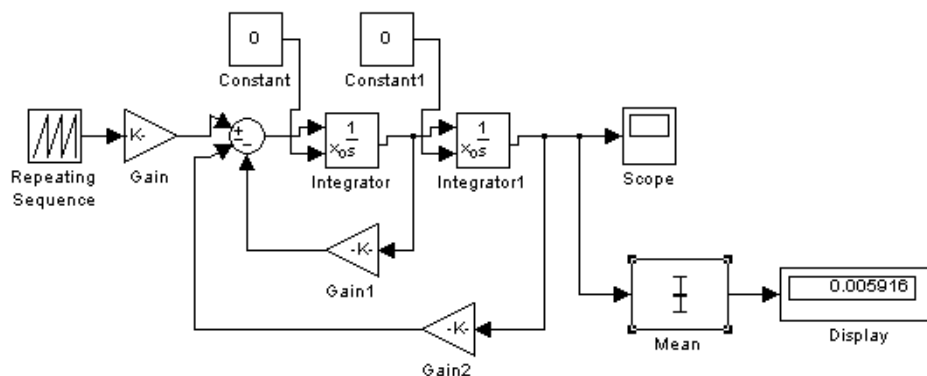 0
0
Constant
Constant1
+
−
−
K-
1
x₀s
1
x₀s
Repeating
Sequence
Gain
Integrator
Integrator1
Scope
-K-
Gain1
-K-
Gain2
0.005916
Mean
Display